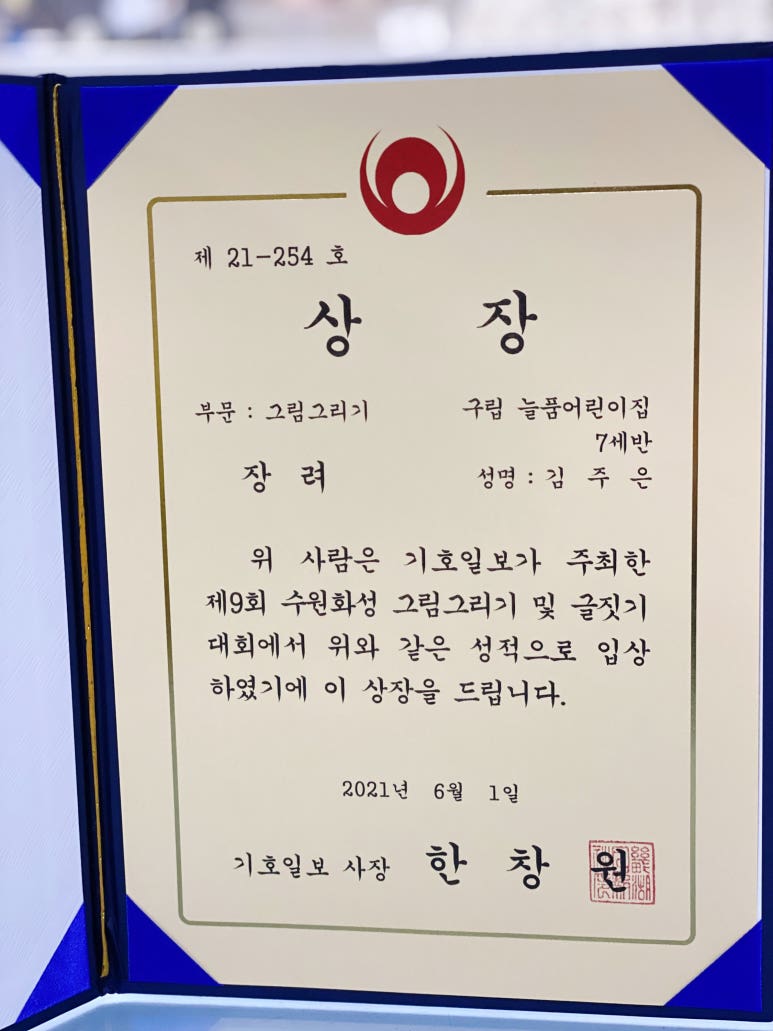 제 21-254 호
상 장
부문 : 그림그리기
구립 늘품어린이집
7세반
장 려
성명 : 김 주 은
위 사람은 기호일보가 주최한
제9회 수원화성 그림그리기 및 글짓기
대회에서 위와 같은 성적으로 입상
하였기에 이 상장을 드립니다.
2021년 6월 1일
기호일보 사장 한 창 원